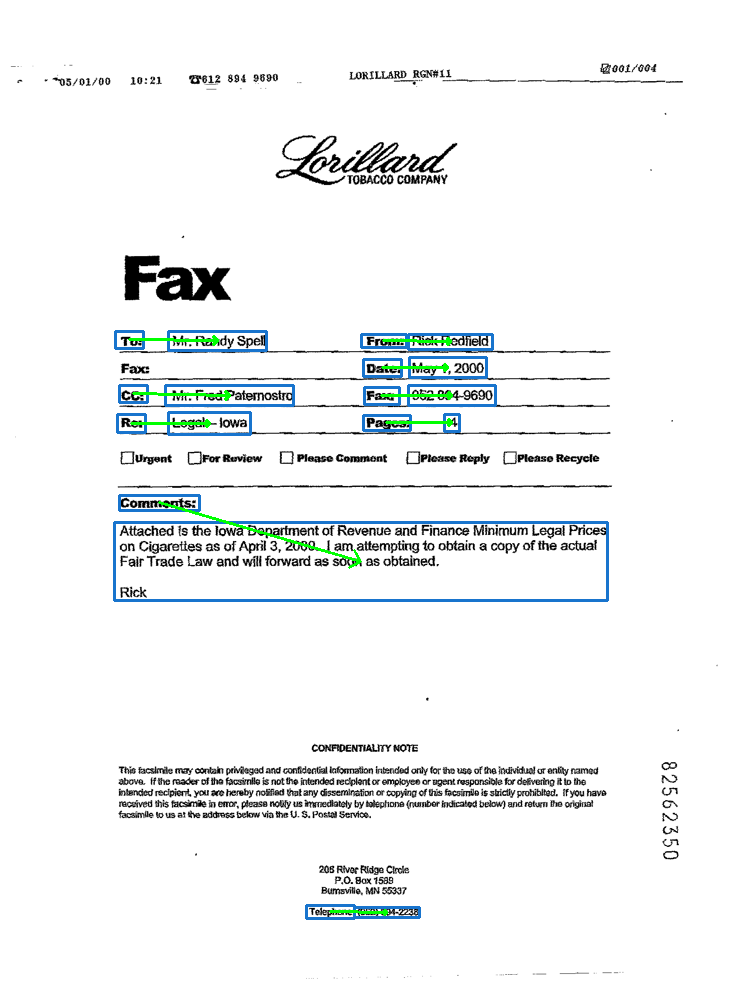 05/01/00 10:21 ☎612 894 9690 LORILLARD RGN#11 001/004
Lorillard
TOBACCO COMPANY
Fax
To: Mr. Randy Spell From: Rick Redfield
Fax: Date: May 1, 2000
CC: Mr. Fred Paternostro Fax: 952-894-9690
Re: Legal – Iowa Pages: 4
Urgent For Review Please Comment Please Reply Please Recycle
Comments:
Attached is the Iowa Department of Revenue and Finance Minimum Legal Prices
on Cigarettes as of April 3, 2000. I am attempting to obtain a copy of the actual
Fair Trade Law and will forward as soon as obtained.
Rick
CONFIDENTIALITY NOTE
This facsimile may contain privileged and confidential information intended only for the use of the individual or entity named
above. If the reader of the facsimile is not the intended recipient or employee or agent responsible for delivering it to the
intended recipient, you are hereby notified that any dissemination or copying of this facsimile is strictly prohibited. If you have
received this facsimile in error, please notify us immediately by telephone (number indicated below) and return the original
facsimile to us at the address below via the U. S. Postal Service.
82562350
206 River Ridge Circle
P.O. Box 1569
Burnsville, MN 55337
Telephone (952) 894-2238